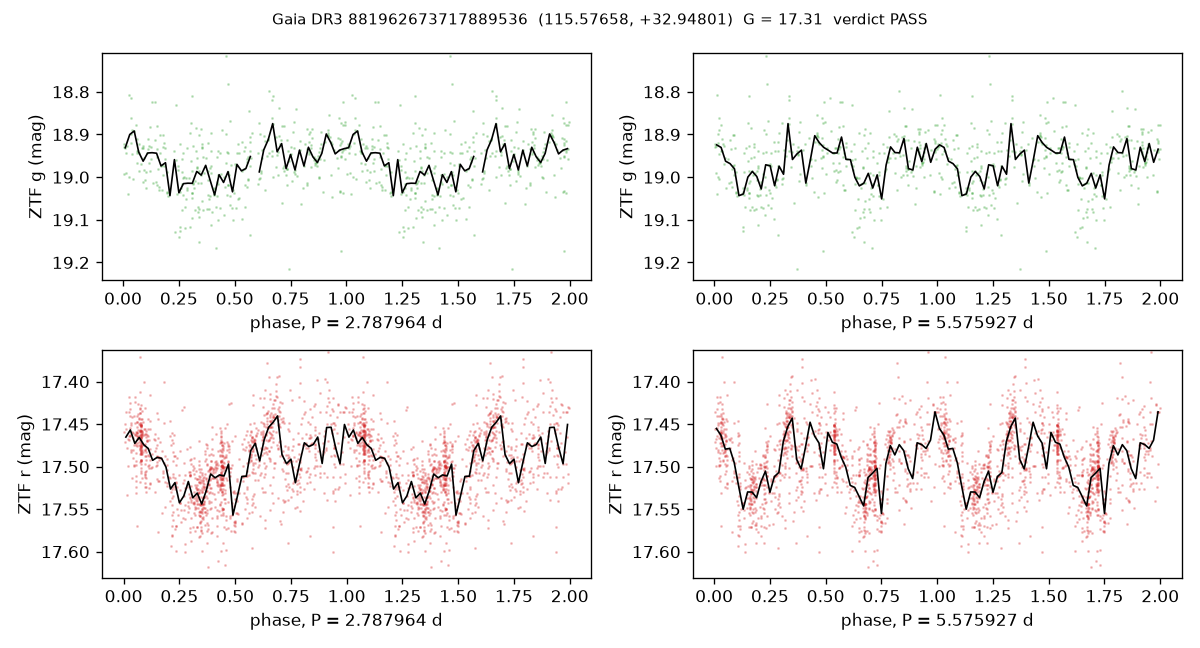 Gaia DR3 881962673717889536 (115.57658, +32.94801) G = 17.31 verdict PASS
ZTF g (mag)
18.8
18.9
19.0
19.1
19.2
0.00 0.25 0.50 0.75 1.00 1.25 1.50 1.75 2.00
phase, P = 2.787964 d
ZTF g (mag)
18.8
18.9
19.0
19.1
19.2
0.00 0.25 0.50 0.75 1.00 1.25 1.50 1.75 2.00
phase, P = 5.575927 d
ZTF r (mag)
17.40
17.45
17.50
17.55
17.60
0.00 0.25 0.50 0.75 1.00 1.25 1.50 1.75 2.00
phase, P = 2.787964 d
ZTF r (mag)
17.40
17.45
17.50
17.55
17.60
0.00 0.25 0.50 0.75 1.00 1.25 1.50 1.75 2.00
phase, P = 5.575927 d